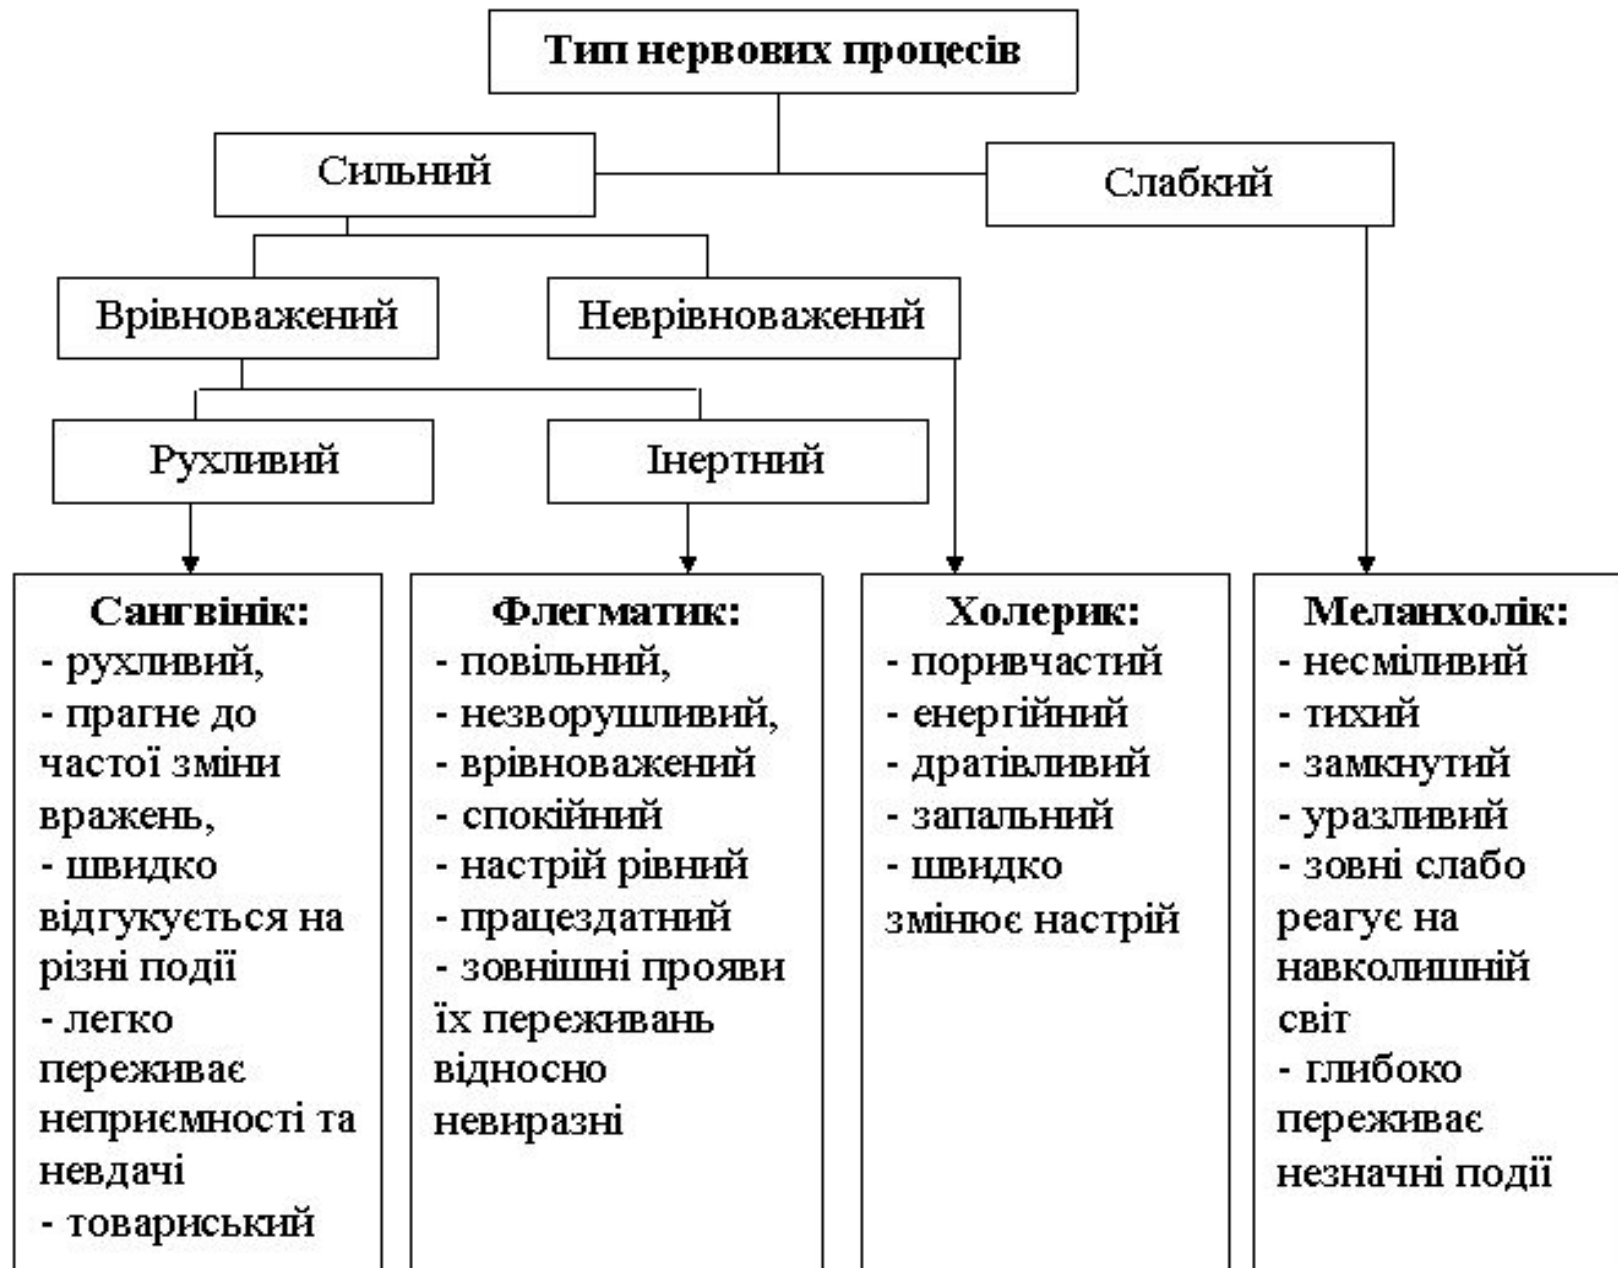 Тип нервових процесів
Сильний
Слабкий
Врівноважений
Неврівноважений
Рухливий
Інертний
Сангвінік:
- рухливий,
- прагне до
частої зміни
вражень,
- швидко
відгукується на
різні події
- легко
переживає
неприємності та
невдачі
- товариський
Флегматик:
- повільний,
- незворушливий,
- врівноважений
- спокійний
- настрій рівний
- працездатний
- зовнішні прояви
їх переживань
відносно
невиразні
Холерик:
- поривчастий
- енергійний
- дратівливий
- запальний
- швидко
змінює настрій
Меланхолік:
- несміливий
- тихий
- замкнутий
- уразливий
- зовні слабо
реагує на
навколишній
світ
- глибоко
переживає
незначні події